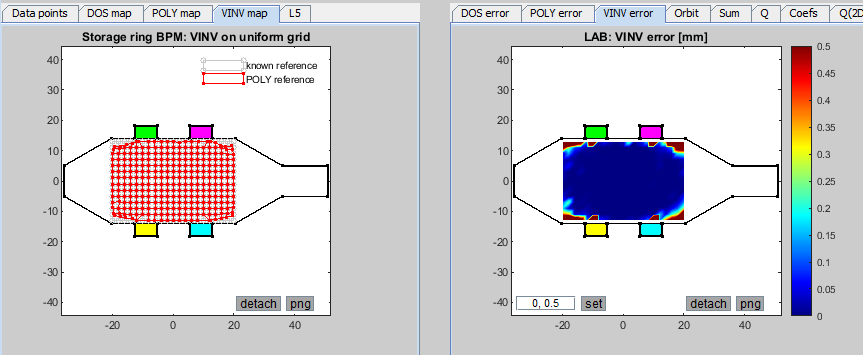 Data points DOS map POLY map VINV map L5
Storage ring BPM: VINV on uniform grid
known reference
POLY reference
40
30
20
10
0
-10
-20
-30
-40
detach png
-20 0 20 40
DOS error POLY error VINV error Orbit Sum Q Coefs Q(2D
LAB: VINV error [mm]
40
30
20
10
0
-10
-20
-30
-40
0, 0.5 set detach png
-20 0 20 40
0.5
0.45
0.4
0.35
0.3
0.25
0.2
0.15
0.1
0.05
0